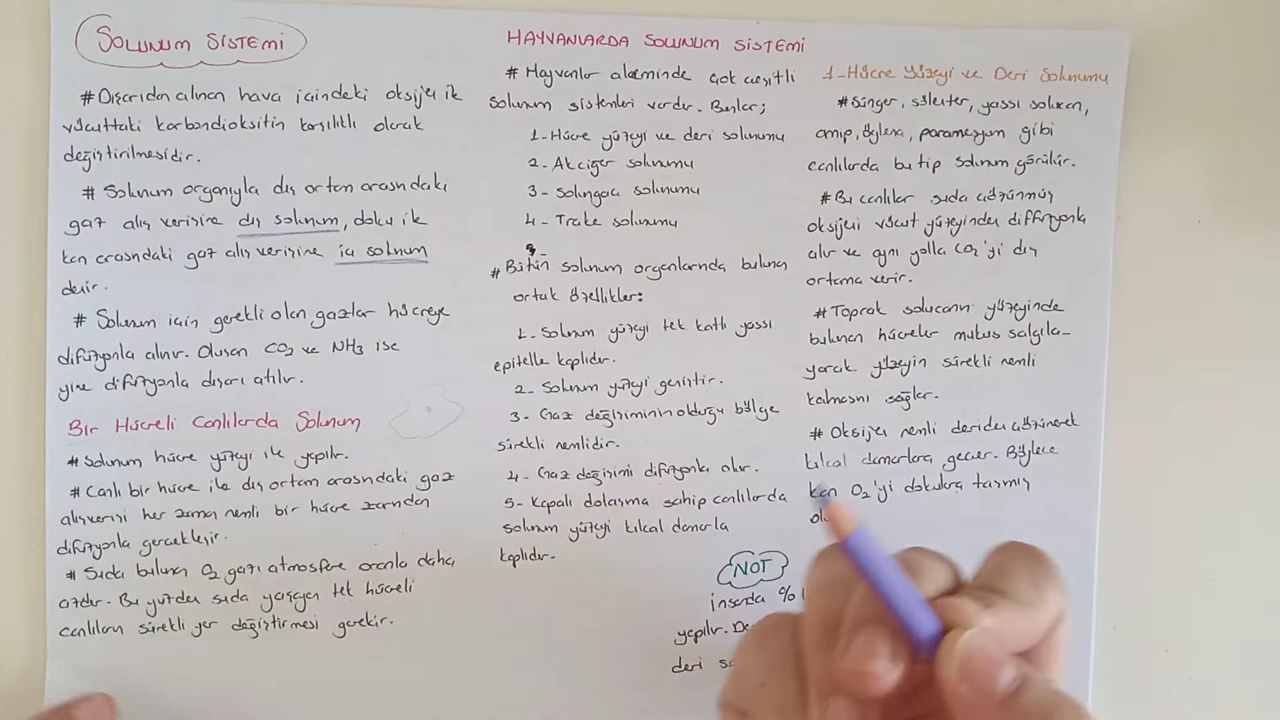 SOLUNUM SİSTEMİ
# Dışarıdan alınan hava içindeki oksijen ile
vücuttaki karbondioksitin karşılıklı olarak
değiştirilmesidir.
# Solunum organıyla dış ortam arasındaki
gaz alış verişine dış solunum, doku ile
kan arasındaki gaz alış verişine iç solunum
denir.
# Solunum için gerekli olan gazlar hücreye
difüzyonla alınır. Oluşan CO2 ve NH3 ise
yine difüzyonla dışarı atılır.
Bir Hücreli Canlılarda Solunum
# Solunum hücre yüzeyi ile yapılır.
# Canlı bir hücre ile dış ortam arasındaki gaz
alışverişi her zaman nemli bir hücre zarından
difüzyonla gerçekleşir.
# Suda bulunan O2 gazı atmosfere oranla daha
azdır. Bu yüzden suda yaşayan tek hücreli
canlıların sürekli yer değiştirmesi gerekir.
HAYVANLARDA SOLUNUM SİSTEMİ
# Hayvanlar aleminde çok çeşitli
solunum sistemleri vardır. Bunlar;
1- Hücre yüzeyi ve deri solunumu
2- Akciğer solunumu
3- Solungaç solunumu
4- Trake solunumu
# Bütün solunum organlarında bulunan
ortak özellikler:
1- Solunum yüzeyi tek katlı yassı
epitelle kaplıdır.
2- Solunum yüzeyi geniştir.
3- Gaz değişiminin olduğu bölge
sürekli nemlidir.
4- Gaz değişimi difüzyonla olur.
5- Kapalı dolaşıma sahip canlılarda
solunum yüzeyi kılcal damarla
kaplıdır.
NOT
İnsanda %
yapılır.
deri
1-Hücre Yüzeyi ve Deri Solunumu
# Sünger, sölenter, yassı solucan,
amip, öglena, paramesyum gibi
canlılarda bu tip solunum görülür.
# Bu canlılar suda çözünmüş
oksijeni vücut yüzeyinden diffüzyonla
alır ve aynı yolla CO2'yi dış
ortama verir.
# Toprak solucanı yüzeyinde
bulunan hücreler mukus salgıla-
yarak yüzeyin sürekli nemli
kalmasını sağlar.
# Oksijen nemli deriden çözünerek
kılcal damarlara geçer. Böylece
kan O2'yi dokulara taşımış